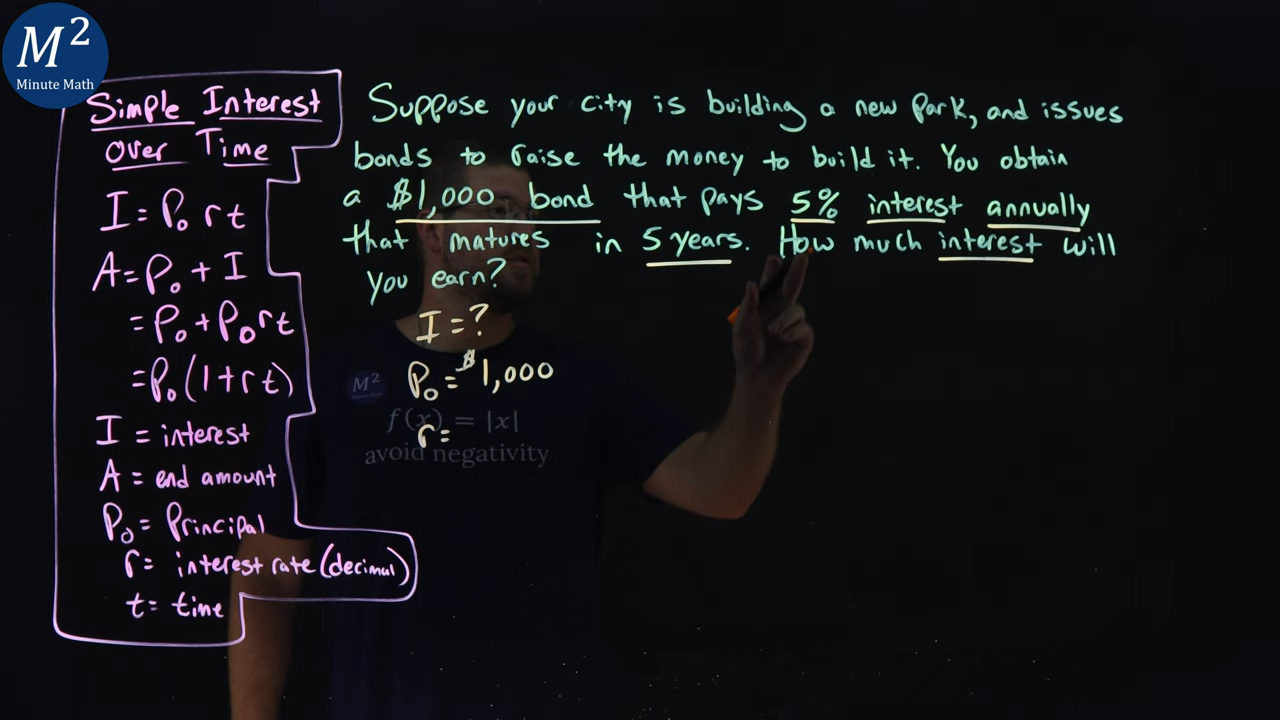 M²
Minute Math
Simple Interest
Over Time
I = P₀ r t
A = P₀ + I
= P₀ + P₀ r t
= P₀ (1 + r t)
I = interest
A = end amount
P₀ = Principal
r = interest rate (decimal)
t = time
Suppose your city is building a new park, and issues
bonds to raise the money to build it. You obtain
a $1,000 bond that pays 5% interest annually
that matures in 5 years. How much interest will
you earn?
I = ?
P₀ = $1,000
r =
M²
f(x) = |x|
avoid negativity